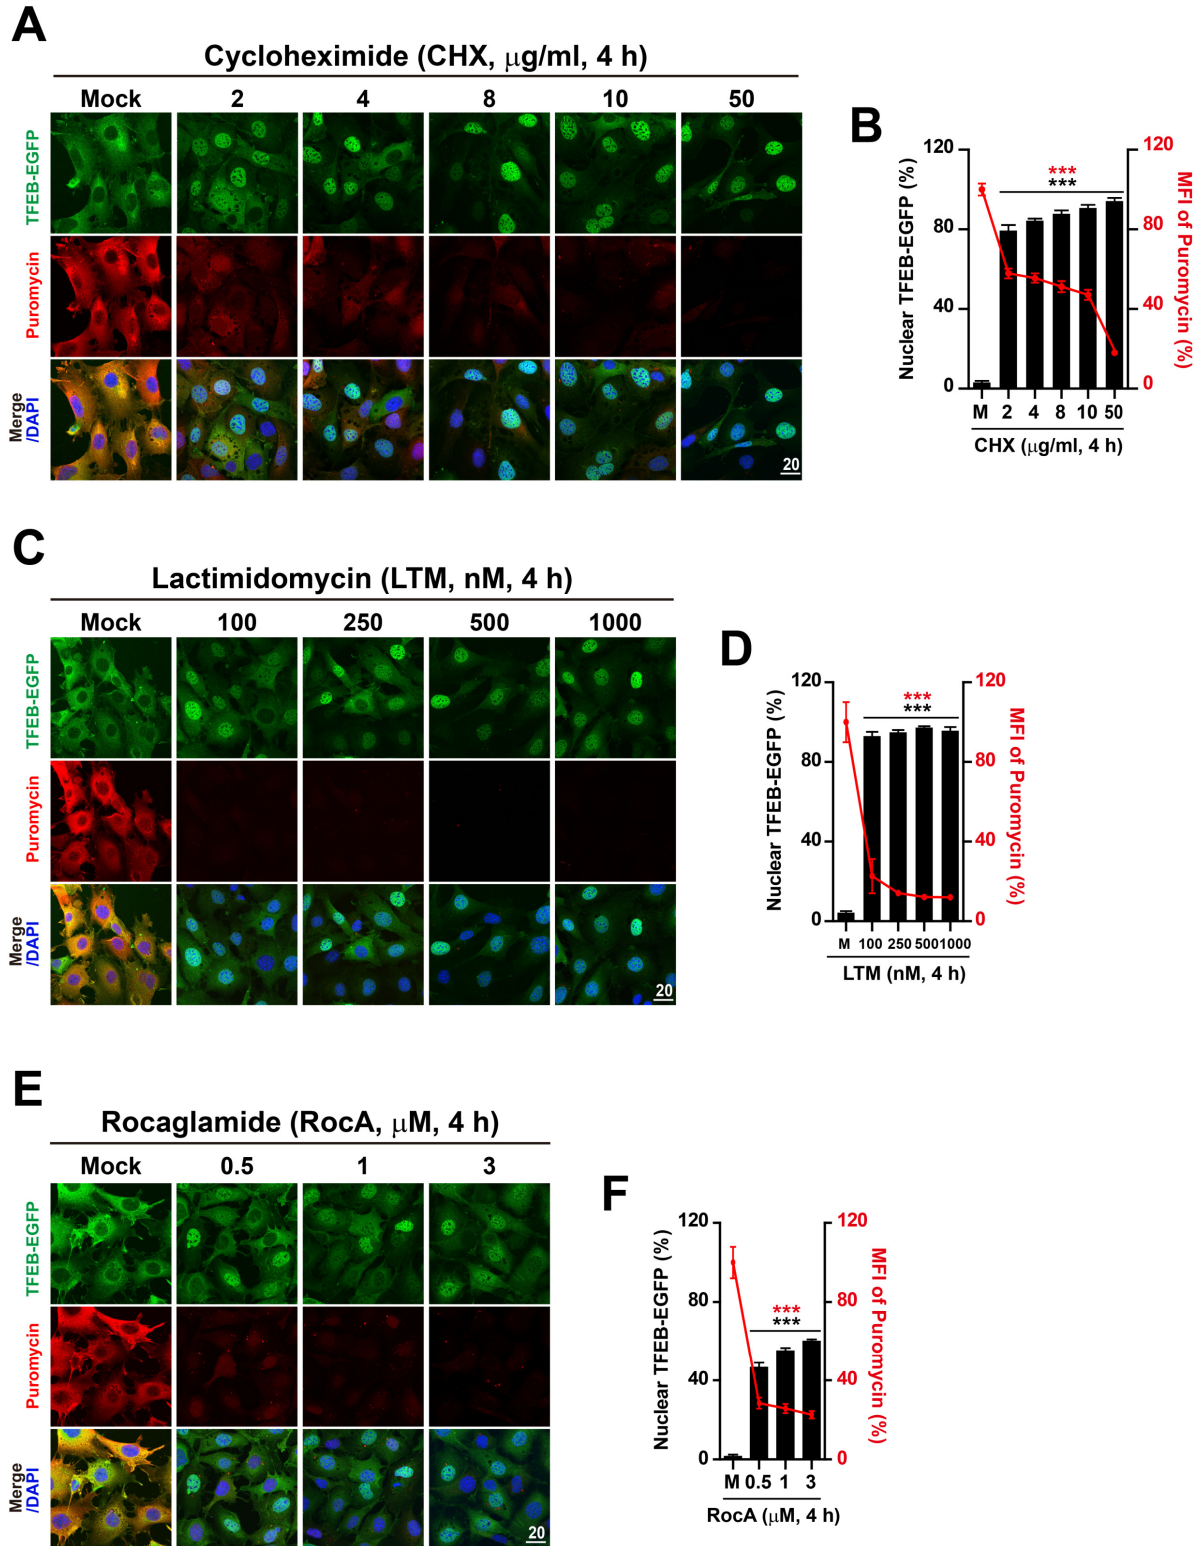 A
Cycloheximide (CHX, μg/ml, 4 h)
Mock 2 4 8 10 50
TFEB-EGFP
Puromycin
Merge
/DAPI
20
B
Nuclear TFEB-EGFP (%)
120
80
40
0
***
***
120
80
40
0
MFI of Puromycin (%)
M 2 4 8 10 50
CHX (μg/ml, 4 h)
C
Lactimidomycin (LTM, nM, 4 h)
Mock 100 250 500 1000
TFEB-EGFP
Puromycin
Merge
/DAPI
20
D
Nuclear TFEB-EGFP (%)
120
80
40
0
***
***
120
80
40
0
MFI of Puromycin (%)
M 100 250 500 1000
LTM (nM, 4 h)
E
Rocaglamide (RocA, μM, 4 h)
Mock 0.5 1 3
TFEB-EGFP
Puromycin
Merge
/DAPI
20
F
Nuclear TFEB-EGFP (%)
120
80
40
0
***
***
120
80
40
0
MFI of Puromycin (%)
M 0.5 1 3
RocA (μM, 4 h)